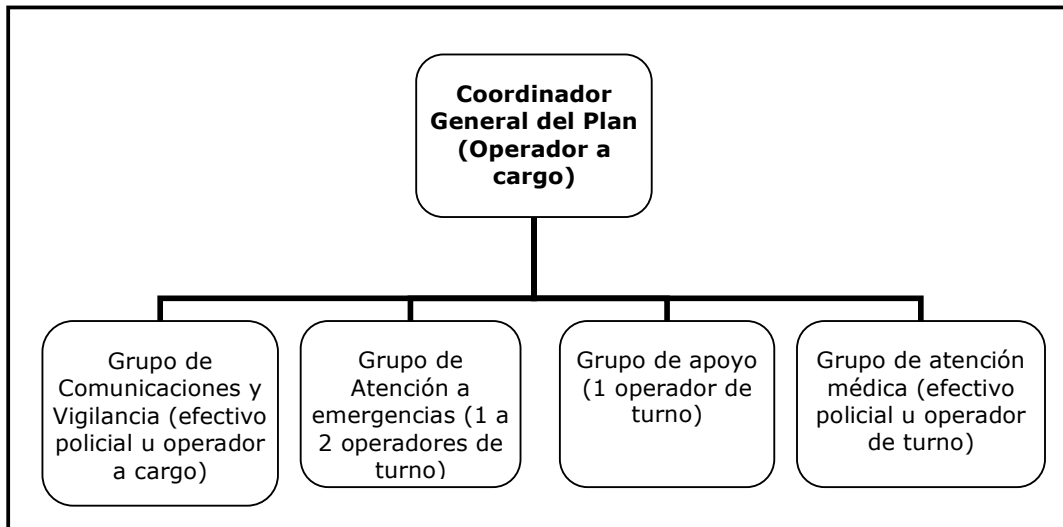 Coordinador
General del Plan
(Operador a
cargo)
Grupo de
Comunicaciones y
Vigilancia (efectivo
policial u operador
a cargo)
Grupo de
Atención a
emergencias (1 a
2 operadores de
turno)
Grupo de apoyo
(1 operador de
turno)
Grupo de atención
médica (efectivo
policial u operador
de turno)